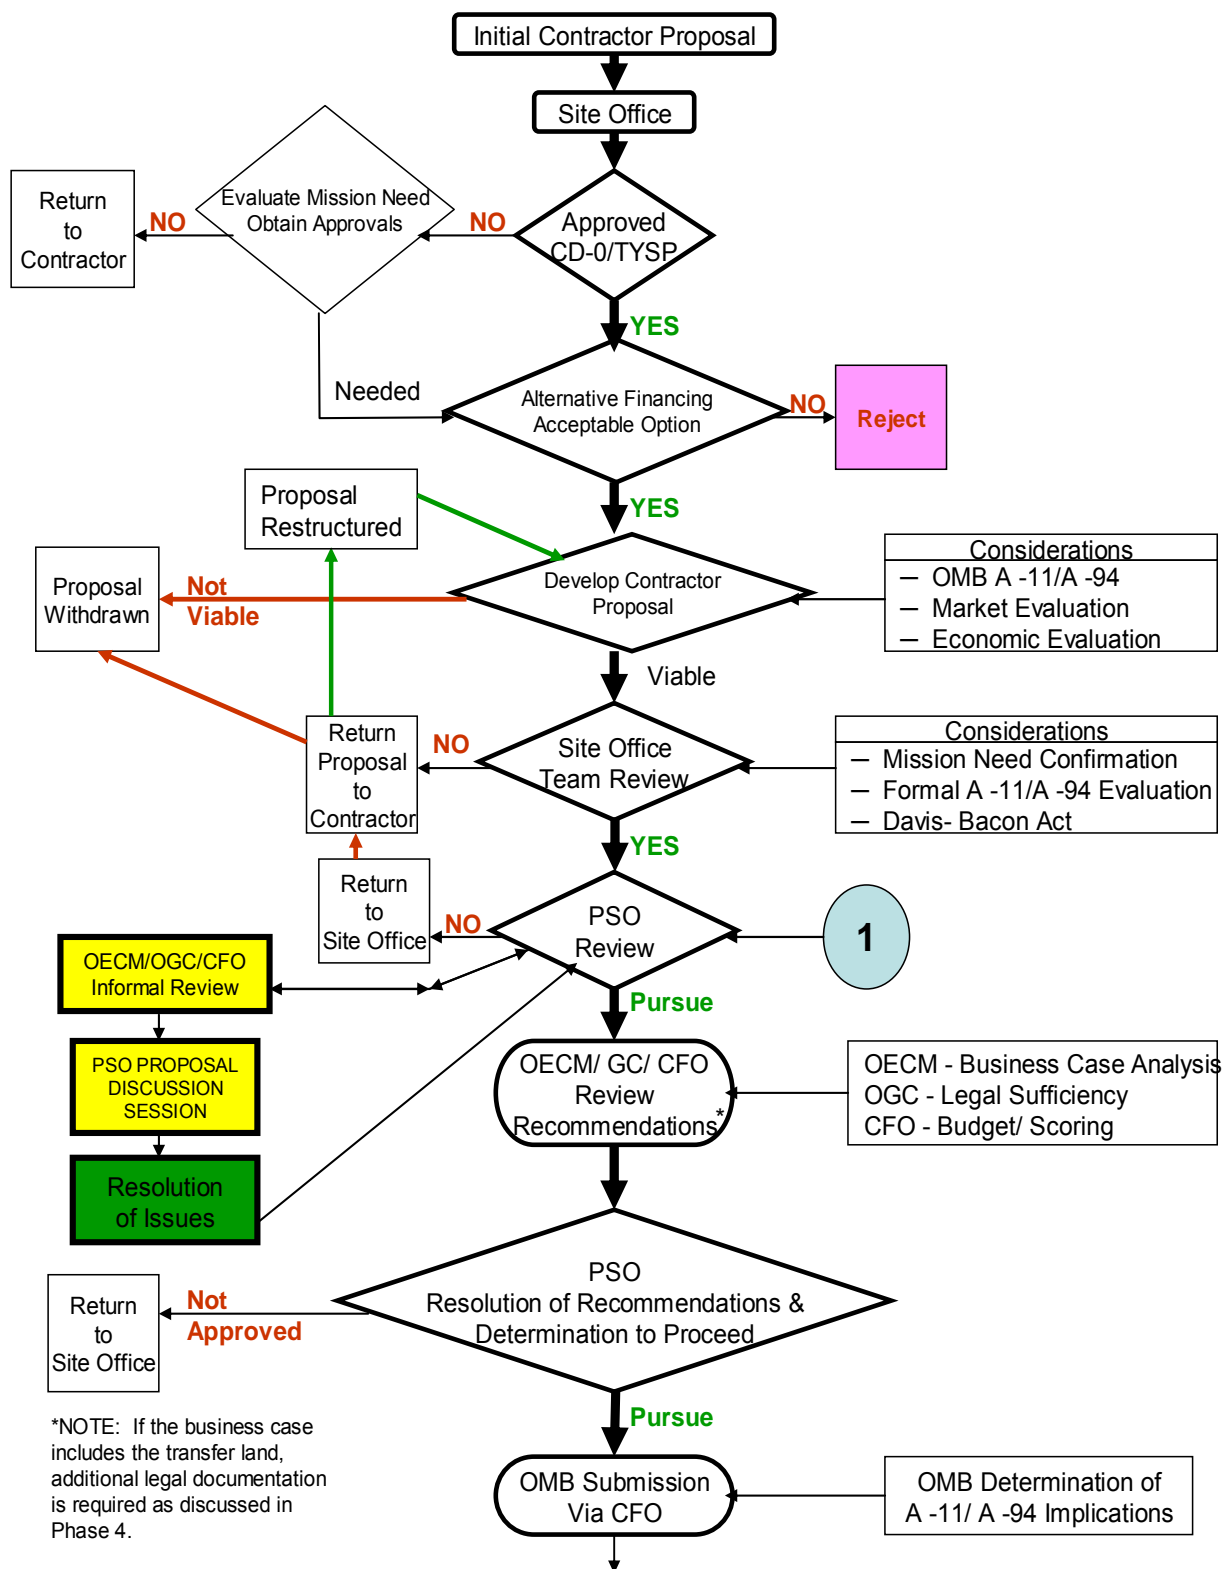 Initial Contractor Proposal
Site Office
Approved
CD-0/TYSP
NO
Evaluate Mission Need
Obtain Approvals
NO
Return
to
Contractor
YES
Needed
Alternative Financing
Acceptable Option
NO
Reject
YES
Proposal
Restructured
Develop Contractor
Proposal
Considerations
— OMB A -11/A -94
— Market Evaluation
— Economic Evaluation
Not
Viable
Proposal
Withdrawn
Viable
Site Office
Team Review
Considerations
— Mission Need Confirmation
— Formal A -11/A -94 Evaluation
— Davis- Bacon Act
NO
Return
Proposal
to
Contractor
YES
PSO
Review
1
NO
Return
to
Site Office
OECM/OGC/CFO
Informal Review
PSO PROPOSAL
DISCUSSION
SESSION
Resolution
of Issues
Pursue
OECM/ GC/ CFO
Review
Recommendations*
OECM - Business Case Analysis
OGC - Legal Sufficiency
CFO - Budget/ Scoring
PSO
Resolution of Recommendations &
Determination to Proceed
Not
Approved
Return
to
Site Office
Pursue
*NOTE: If the business case
includes the transfer land,
additional legal documentation
is required as discussed in
Phase 4.
OMB Submission
Via CFO
OMB Determination of
A -11/ A -94 Implications